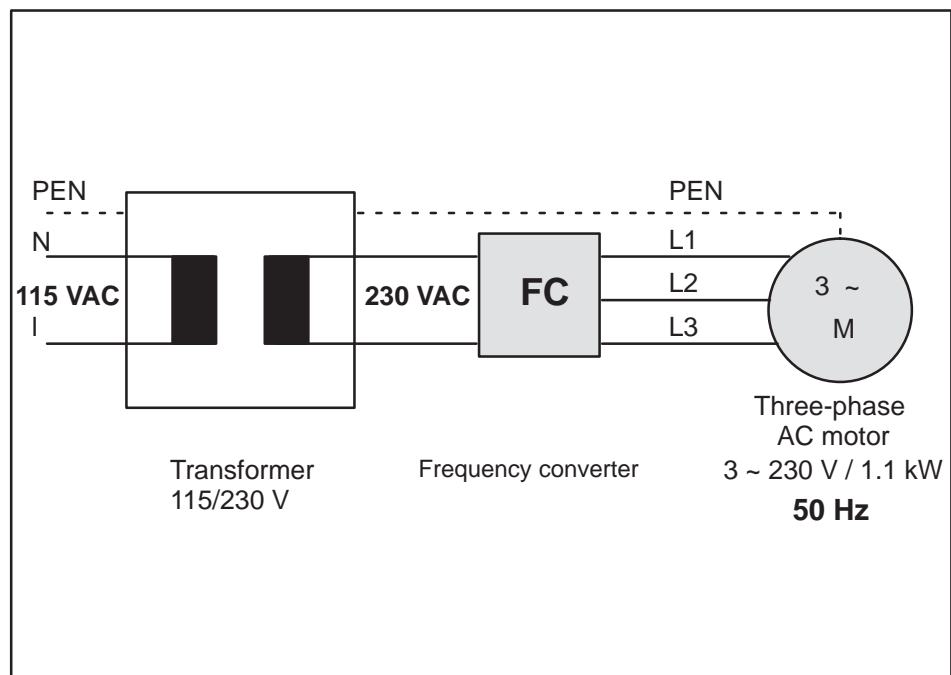 PEN
PEN
N
L1
115 VAC
230 VAC
FC
L2
3 ~
I
L3
M
Three-phase
AC motor
3 ~ 230 V / 1.1 kW
50 Hz
Transformer
115/230 V
Frequency converter